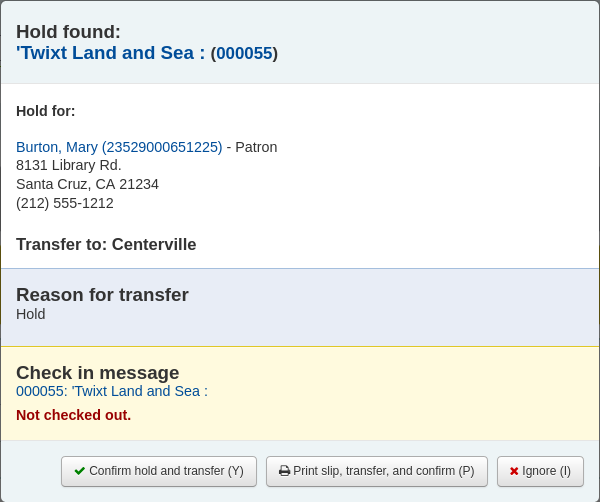 Hold found:
'Twixt Land and Sea : (000055)
Hold for:
Burton, Mary (23529000651225) - Patron
8131 Library Rd.
Santa Cruz, CA 21234
(212) 555-1212
Transfer to: Centerville
Reason for transfer
Hold
Check in message
000055: 'Twixt Land and Sea :
Not checked out.
Confirm hold and transfer (Y) Print slip, transfer, and confirm (P) Ignore (I)